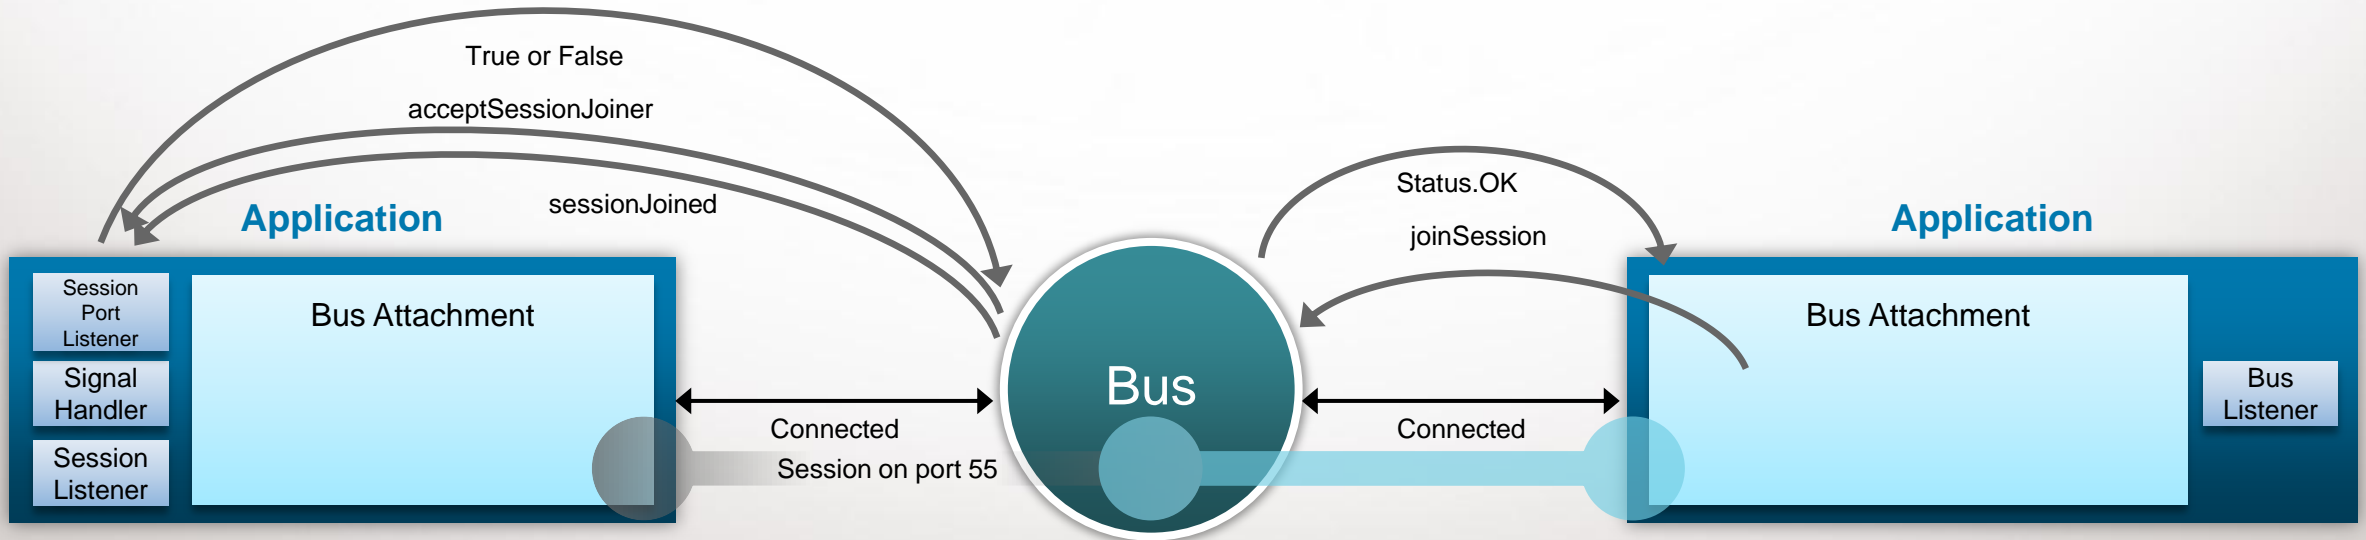 True or False
acceptSessionJoiner
sessionJoined
Application
Session
Port
Listener
Signal
Handler
Session
Listener
Bus Attachment
Connected
Session on port 55
Bus
Status.OK
joinSession
Connected
Application
Bus Attachment
Bus
Listener